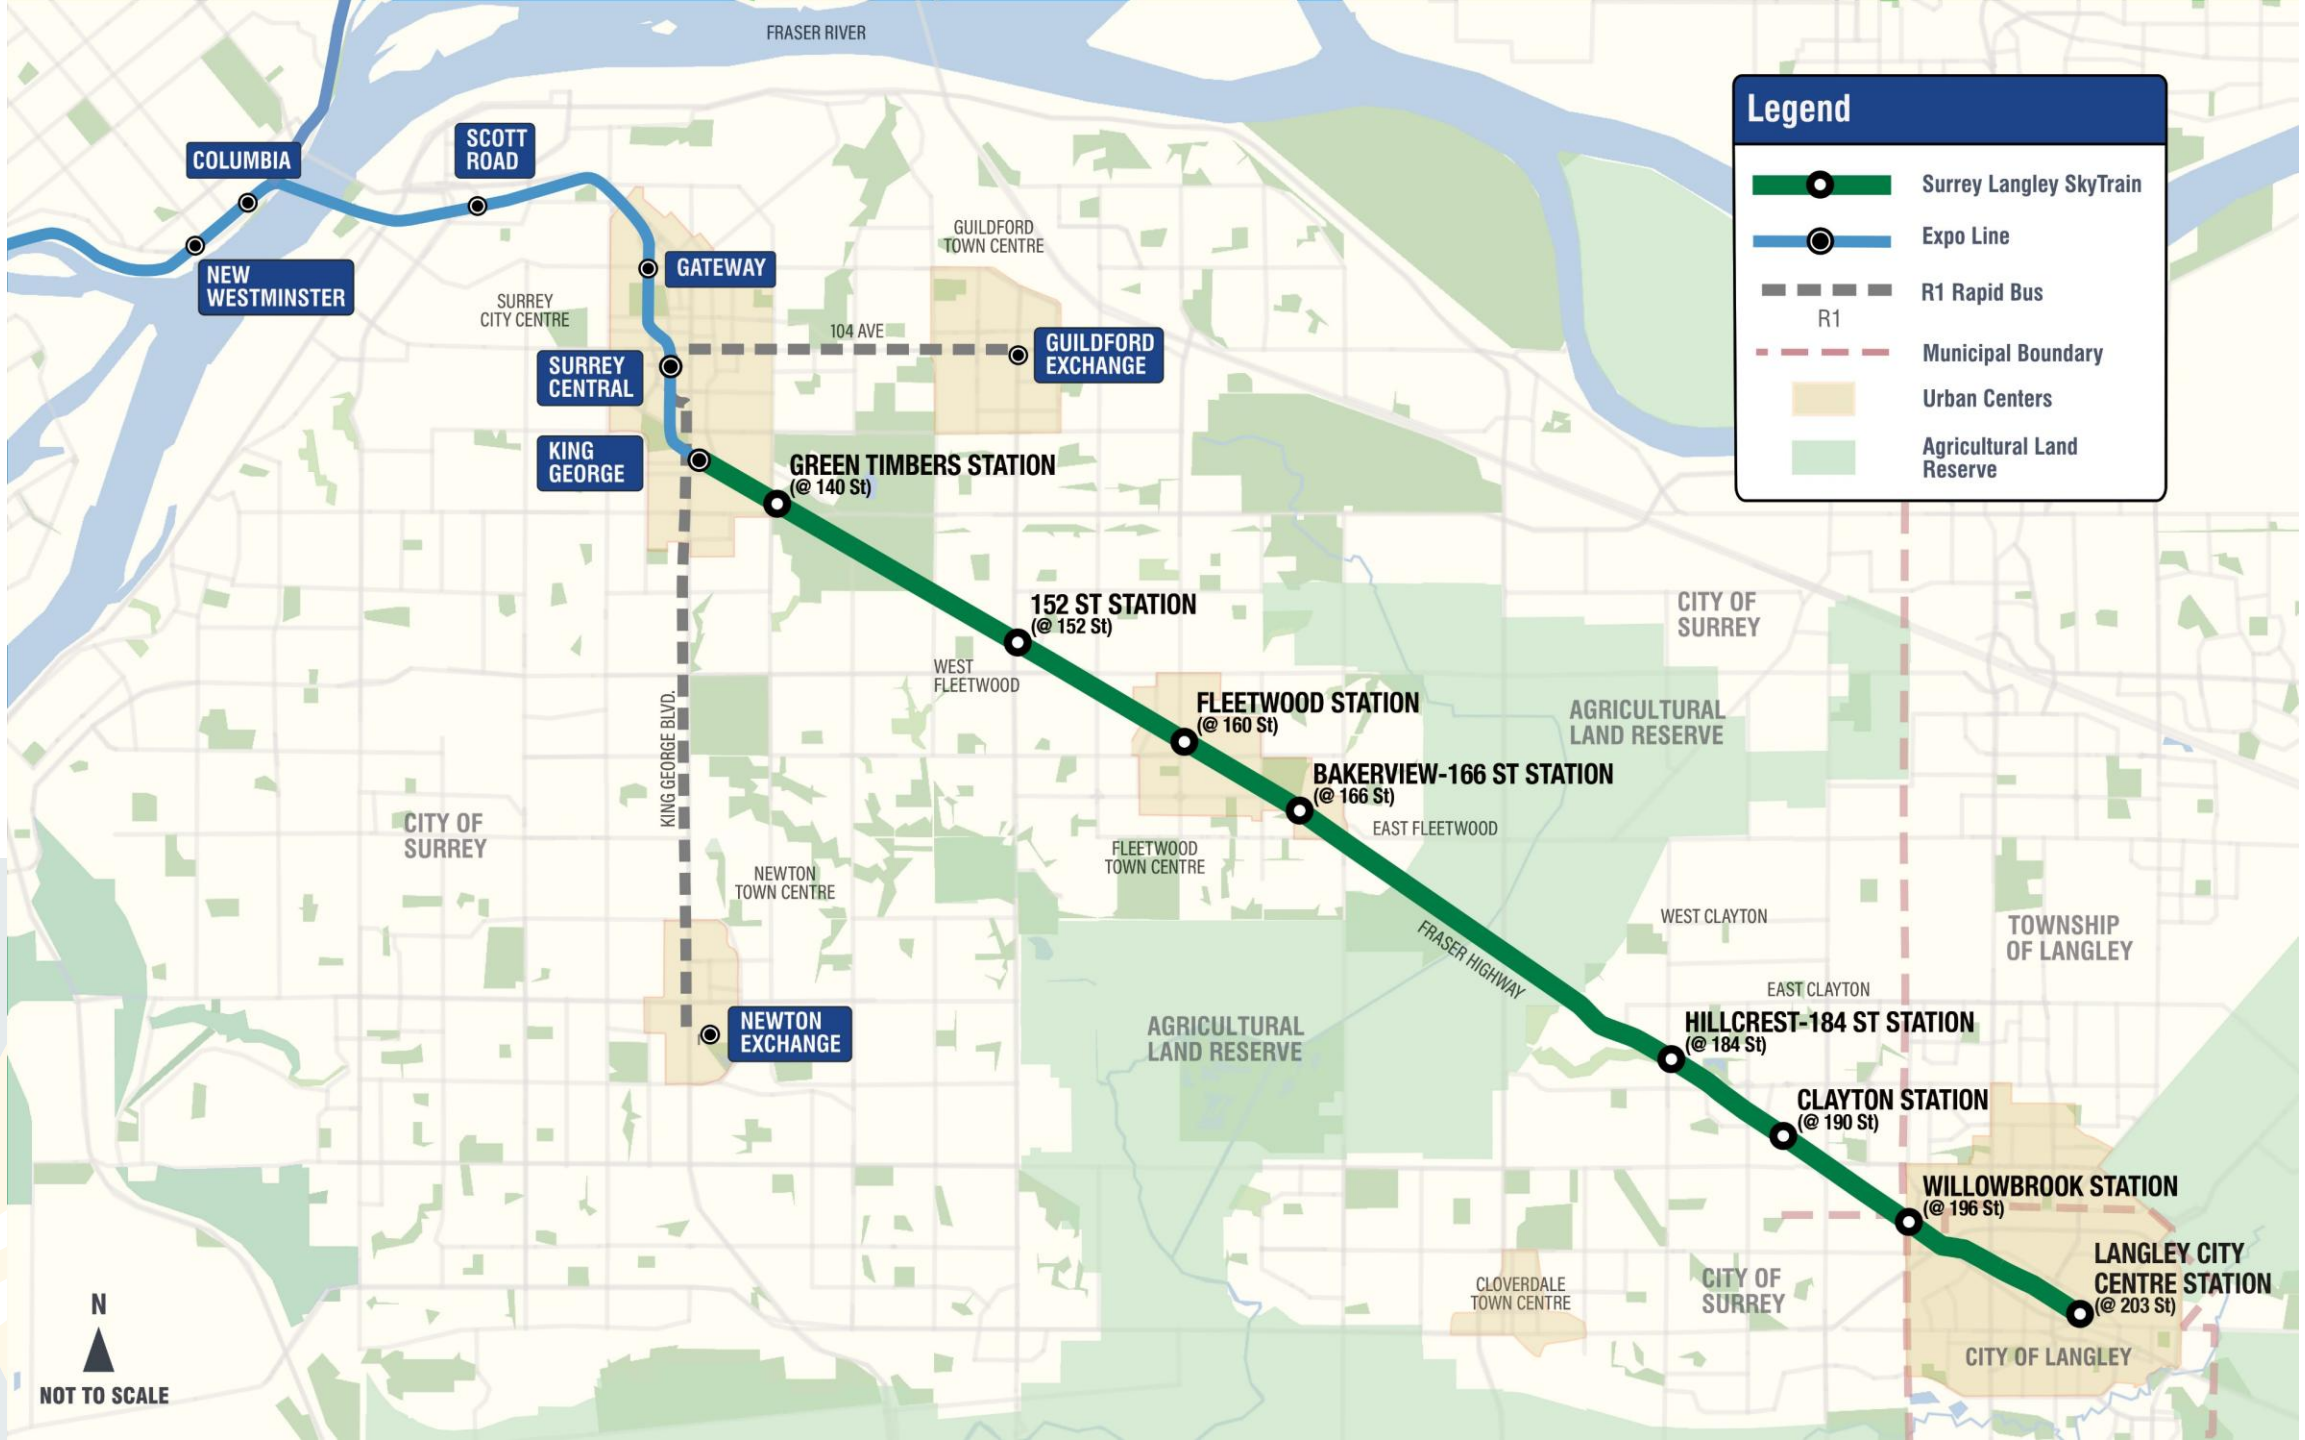 FRASER RIVER
Legend
Surrey Langley SkyTrain
Expo Line
R1 Rapid Bus
R1
Municipal Boundary
Urban Centers
Agricultural Land
Reserve
COLUMBIA
SCOTT
ROAD
NEW
WESTMINSTER
GATEWAY
SURREY
CITY CENTRE
GUILDFORD
TOWN CENTRE
104 AVE
GUILDFORD
EXCHANGE
SURREY
CENTRAL
KING
GEORGE
GREEN TIMBERS STATION
(@ 140 St)
152 ST STATION
(@ 152 St)
WEST
FLEETWOOD
CITY OF
SURREY
FLEETWOOD STATION
(@ 160 St)
AGRICULTURAL
LAND RESERVE
BAKERVIEW-166 ST STATION
(@ 166 St)
EAST FLEETWOOD
KING GEORGE BLVD.
CITY OF
SURREY
FLEETWOOD
TOWN CENTRE
NEWTON
TOWN CENTRE
WEST CLAYTON
TOWNSHIP
OF LANGLEY
FRASER HIGHWAY
EAST CLAYTON
NEWTON
EXCHANGE
AGRICULTURAL
LAND RESERVE
HILLCREST-184 ST STATION
(@ 184 St)
CLAYTON STATION
(@ 190 St)
WILLOWBROOK STATION
(@ 196 St)
LANGLEY CITY
CENTRE STATION
(@ 203 St)
CLOVERDALE
TOWN CENTRE
CITY OF
SURREY
CITY OF LANGLEY
N
NOT TO SCALE